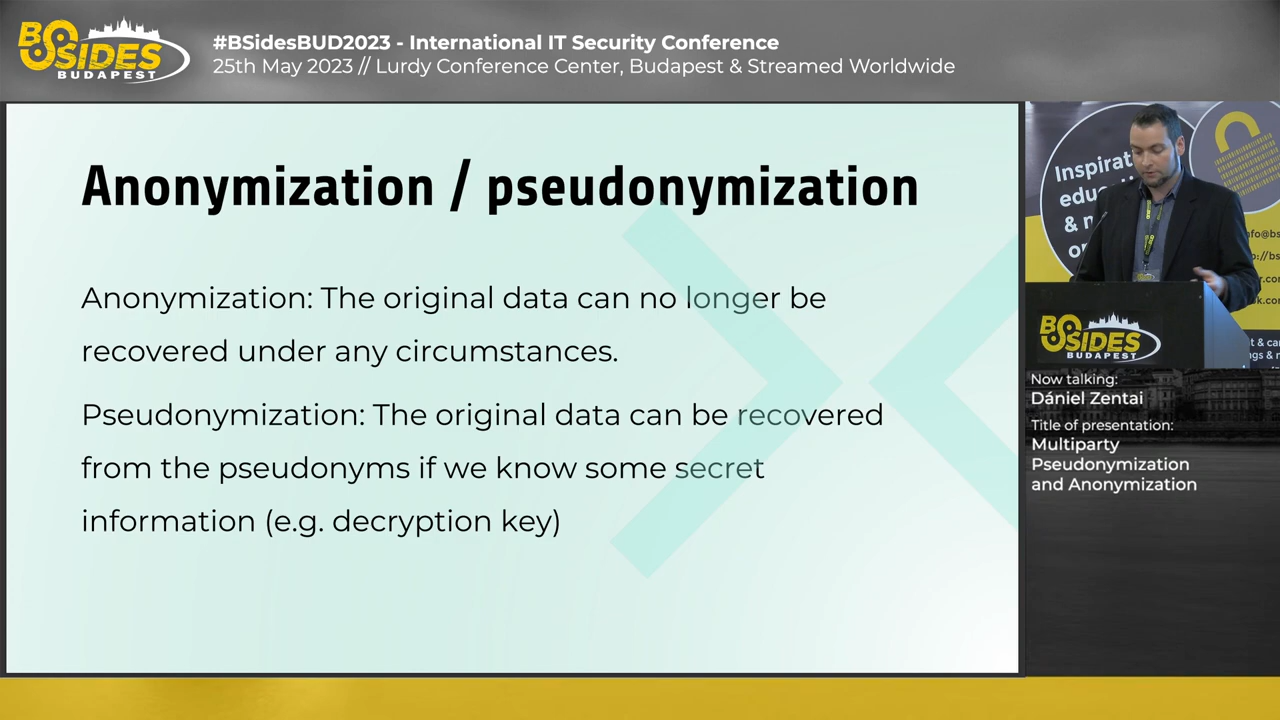 BSIDES
BUDAPEST
#BSidesBUD2023 - International IT Security Conference
25th May 2023 // Lurdy Conference Center, Budapest & Streamed Worldwide
Anonymization / pseudonymization
Anonymization: The original data can no longer be
recovered under any circumstances.
Pseudonymization: The original data can be recovered
from the pseudonyms if we know some secret
information (e.g. decryption key)
& n
BSIDES
BUDAPEST
Now talking:
Dániel Zentai
Title of presentation:
Multiparty
Pseudonymization
and Anonymization